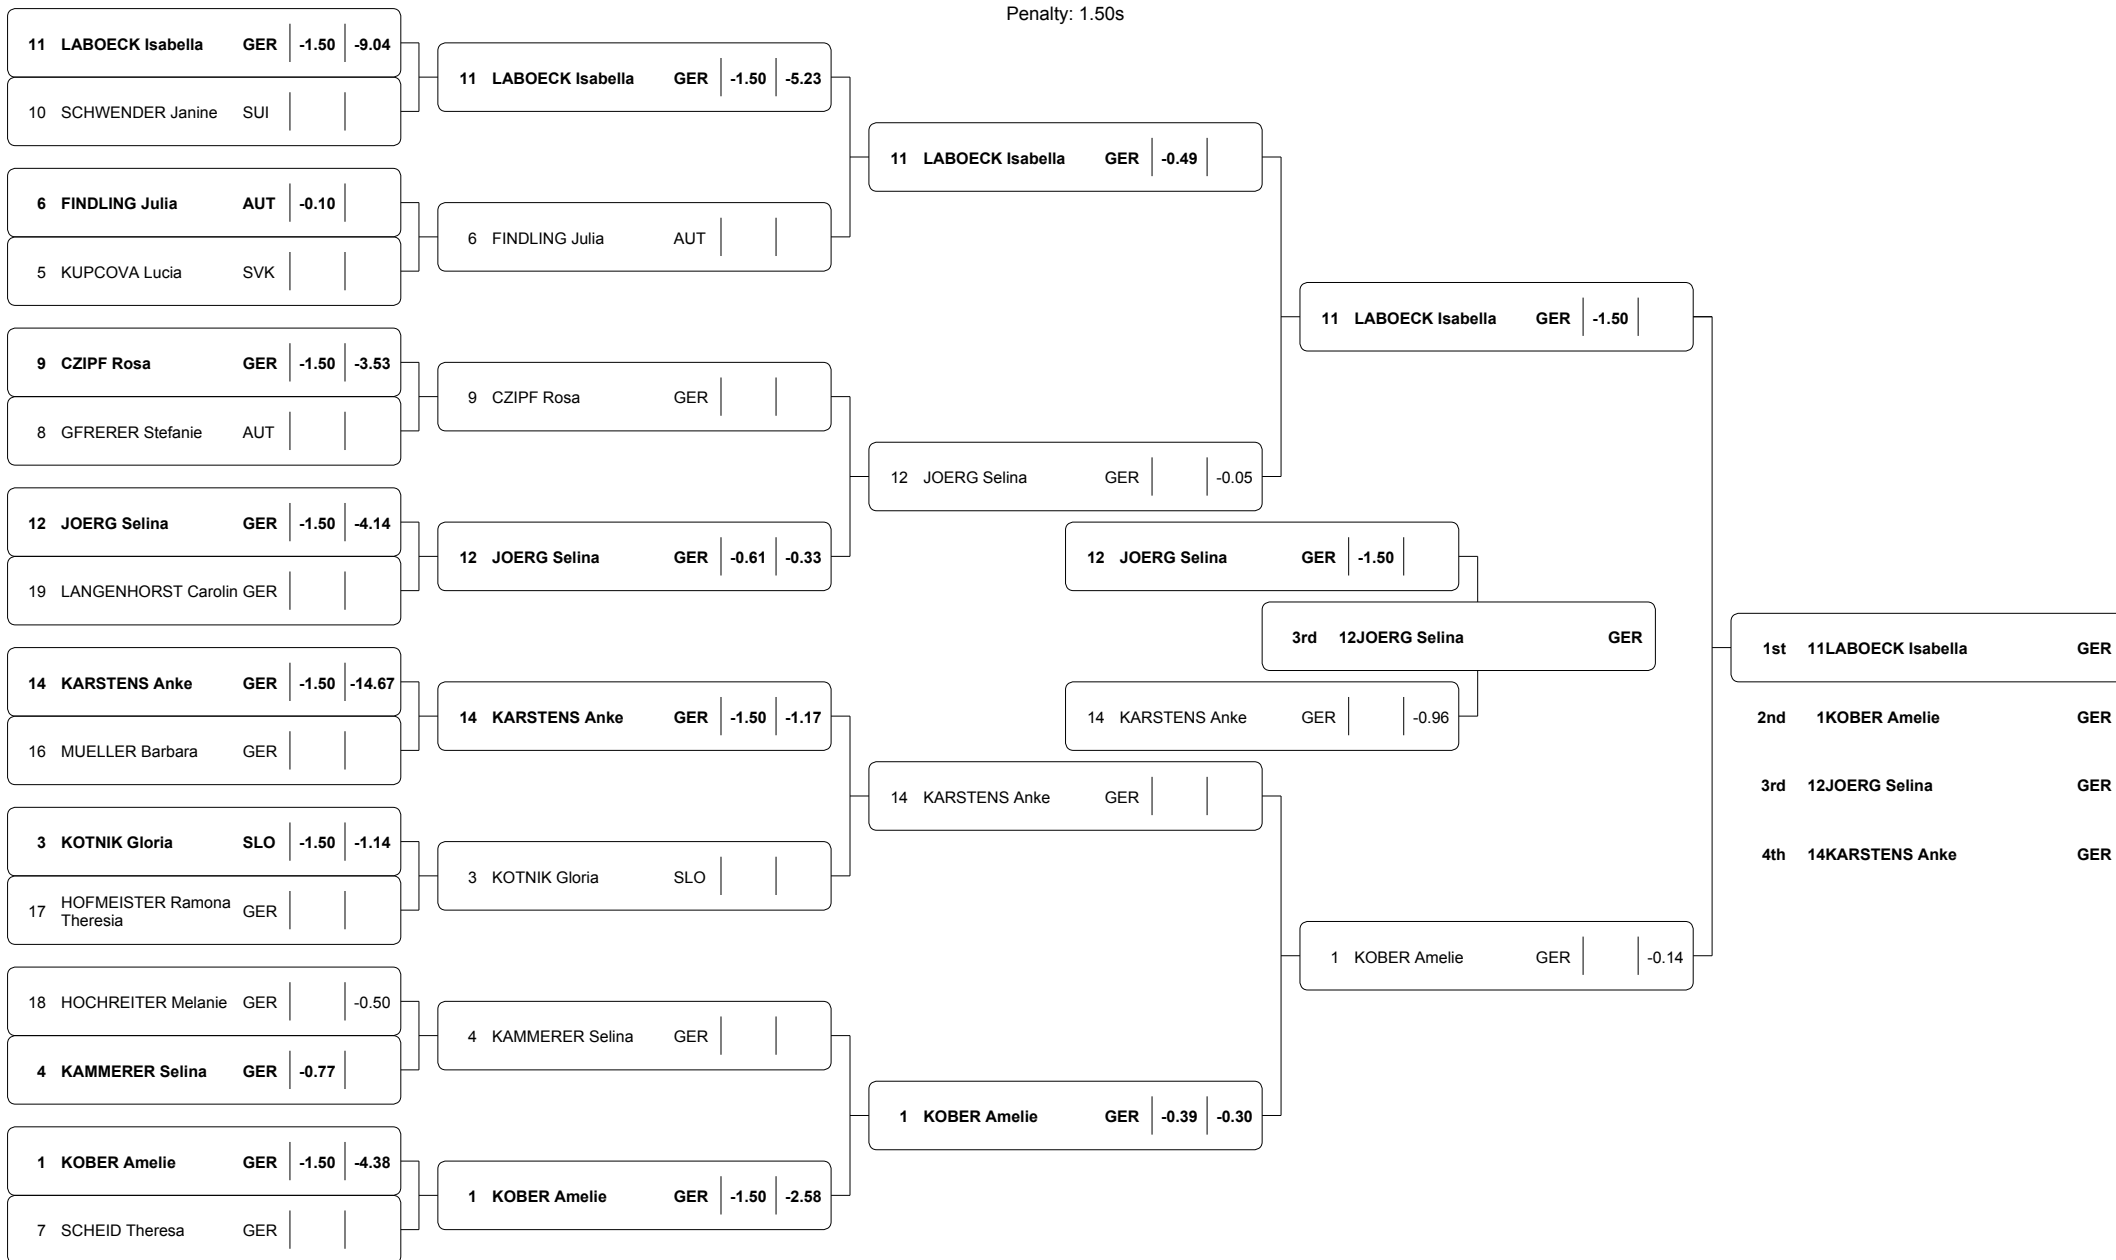 Penalty: 1.50s
11 LABOECK Isabella GER -1.50 -9.04
10 SCHWENDER Janine SUI
6 FINDLING Julia AUT -0.10
5 KUPCOVA Lucia SVK
9 CZIPF Rosa GER -1.50 -3.53
8 GFRERER Stefanie AUT
12 JOERG Selina GER -1.50 -4.14
19 LANGENHORST Carolin GER
14 KARSTENS Anke GER -1.50 -14.67
16 MUELLER Barbara GER
3 KOTNIK Gloria SLO -1.50 -1.14
17 HOFMEISTER Ramona
Theresia GER
18 HOCHREITER Melanie GER -0.50
4 KAMMERER Selina GER -0.77
1 KOBER Amelie GER -1.50 -4.38
7 SCHEID Theresa GER
11 LABOECK Isabella GER -1.50 -5.23
6 FINDLING Julia AUT
9 CZIPF Rosa GER
12 JOERG Selina GER -0.61 -0.33
14 KARSTENS Anke GER -1.50 -1.17
3 KOTNIK Gloria SLO
4 KAMMERER Selina GER
1 KOBER Amelie GER -1.50 -2.58
11 LABOECK Isabella GER -0.49
12 JOERG Selina GER -0.05
14 KARSTENS Anke GER
1 KOBER Amelie GER -0.39 -0.30
12 JOERG Selina GER -1.50
3rd 12JOERG Selina GER
14 KARSTENS Anke GER -0.96
11 LABOECK Isabella GER -1.50
1 KOBER Amelie GER -0.14
1st 11LABOECK Isabella GER
2nd 1KOBER Amelie GER
3rd 12JOERG Selina GER
4th 14KARSTENS Anke GER